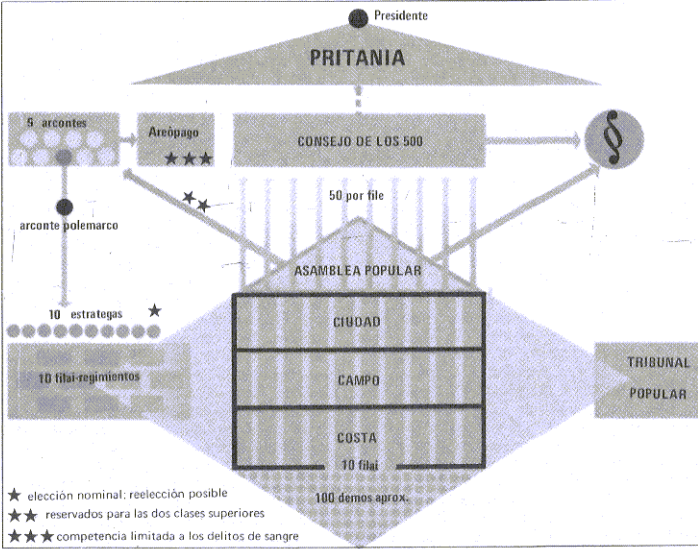 Presidente
PRITANIA
5 arcontes
Areópago
★★★
CONSEJO DE LOS 500
§
★★
50 por file
arconte polemarco
ASAMBLEA POPULAR
10 estrategas ★
CIUDAD
10 filai-regimientos
CAMPO
TRIBUNAL
POPULAR
COSTA
10 filai
100 demos aprox.
★ elección nominal; reelección posible
★★ reservados para las dos clases superiores
★★★ competencia limitada a los delitos de sangre